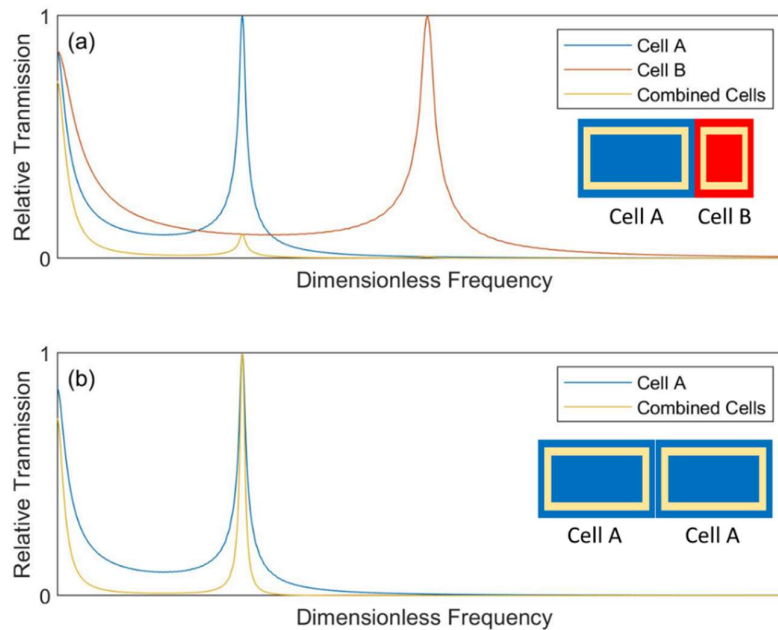 1
(a)
Cell A
Cell B
Combined Cells
Relative Tranmission
Cell A Cell B
0
Dimensionless Frequency
1
(b)
Cell A
Combined Cells
Relative Tranmission
Cell A Cell A
0
Dimensionless Frequency